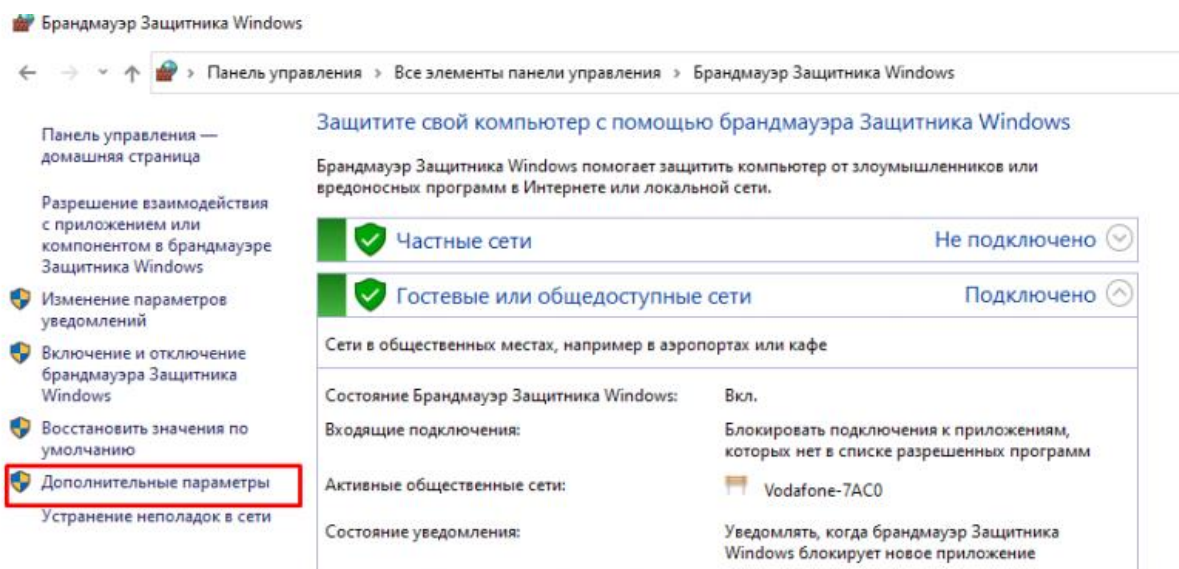 Брандмауэр Защитника Windows
Панель управления > Все элементы панели управления > Брандмауэр Защитника Windows
Панель управления —
домашняя страница
Разрешение взаимодействия
с приложением или
компонентом в брандмауэре
Защитника Windows
Изменение параметров
уведомлений
Включение и отключение
брандмауэра Защитника
Windows
Восстановить значения по
умолчанию
Дополнительные параметры
Устранение неполадок в сети
Защитите свой компьютер с помощью брандмауэра Защитника Windows
Брандмауэр Защитника Windows помогает защитить компьютер от злоумышленников или
вредоносных программ в Интернете или локальной сети.
Частные сети Не подключено
Гостевые или общедоступные сети Подключено
Сети в общественных местах, например в аэропортах или кафе
Состояние Брандмауэр Защитника Windows: Вкл.
Входящие подключения: Блокировать подключения к приложениям,
которых нет в списке разрешенных программ
Активные общественные сети: Vodafone-7AC0
Состояние уведомления: Уведомлять, когда брандмауэр Защитника
Windows блокирует новое приложение